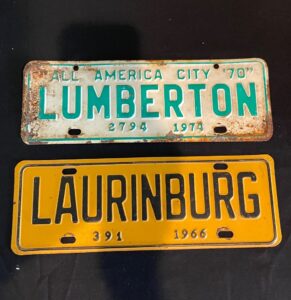 ALL AMERICA CITY '70"
LUMBERTON
2794 1974
LAURINBURG
391 1966